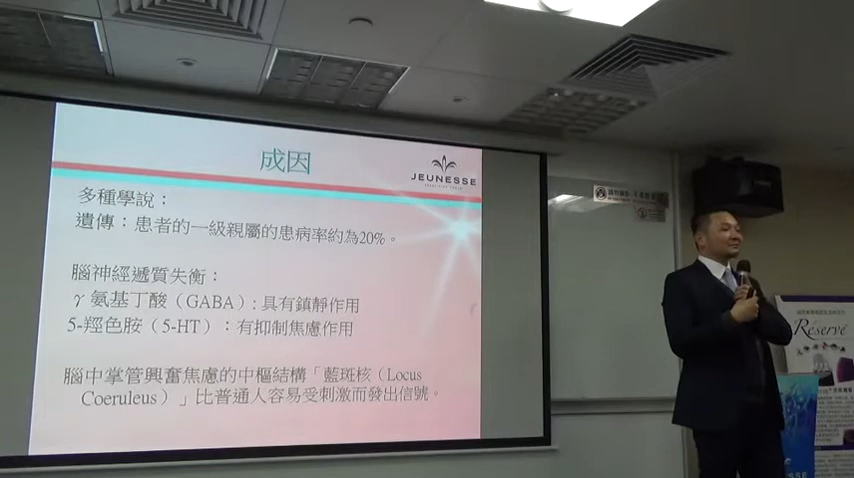 成因
JEUNESSE
多種學說：
遺傳：患者的一級親屬的患病率約為20%。
腦神經遞質失衡：
γ 氨基丁酸（GABA）: 具有鎮靜作用
5-羥色胺（5-HT）：有抑制焦慮作用
腦中掌管興奮焦慮的中樞結構「藍斑核（Locus
Coeruleus）」比普通人容易受刺激而發出信號。
Reserve